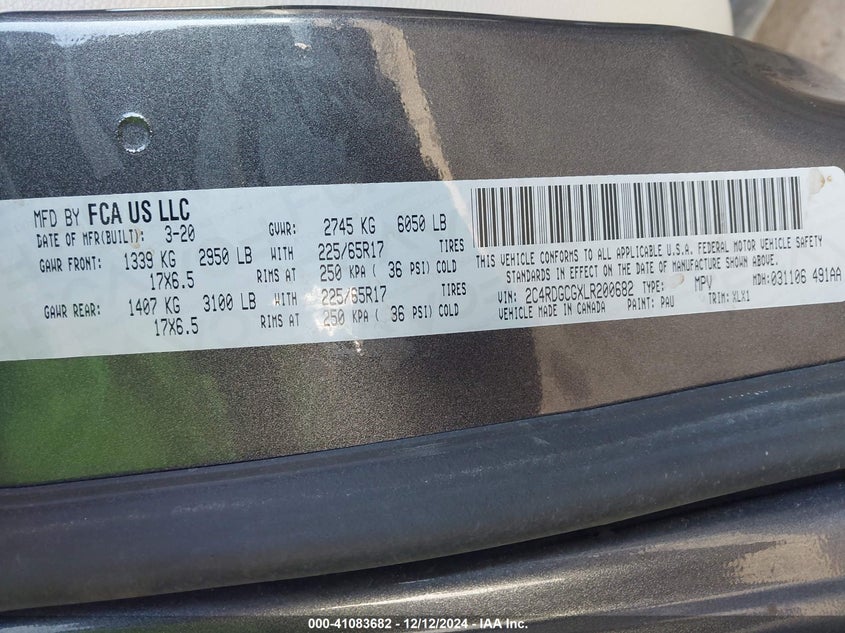 MFD BY FCA US LLC
DATE OF MFR(BUILT): 3-20 GVWR: 2745 KG 6050 LB
GAWR FRONT: 1339 KG 2950 LB WITH 225/65R17 TIRES
17X6.5 RIMS AT 250 KPA ( 36 PSI) COLD
GAWR REAR: 1407 KG 3100 LB WITH 225/65R17 TIRES
17X6.5 RIMS AT 250 KPA ( 36 PSI) COLD
THIS VEHICLE CONFORMS TO ALL APPLICABLE U.S.A. FEDERAL MOTOR VEHICLE SAFETY
STANDARDS IN EFFECT ON THE DATE OF MANUFACTURE SHOWN ABOVE.
VIN: 2C4RDGCGXLR200682 TYPE: MPV MDH: 031106 491AA
VEHICLE MADE IN CANADA PAINT: PAU TRIM: XLX1
000-41083682 - 12/12/2024 - IAA Inc.